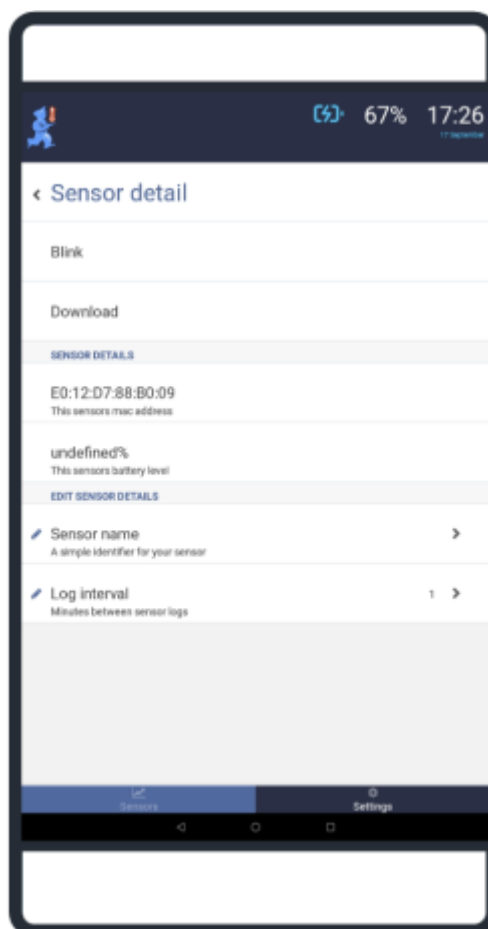 67% 17:26
17 September
Sensor detail
Blink
Download
SENSOR DETAILS
E0:12:D7:88:B0:09
This sensors mac address
undefined%
This sensors battery level
EDIT SENSOR DETAILS
Sensor name
A simple identifier for your sensor
Log interval 1
Minutes between sensor logs
Sensors Settings